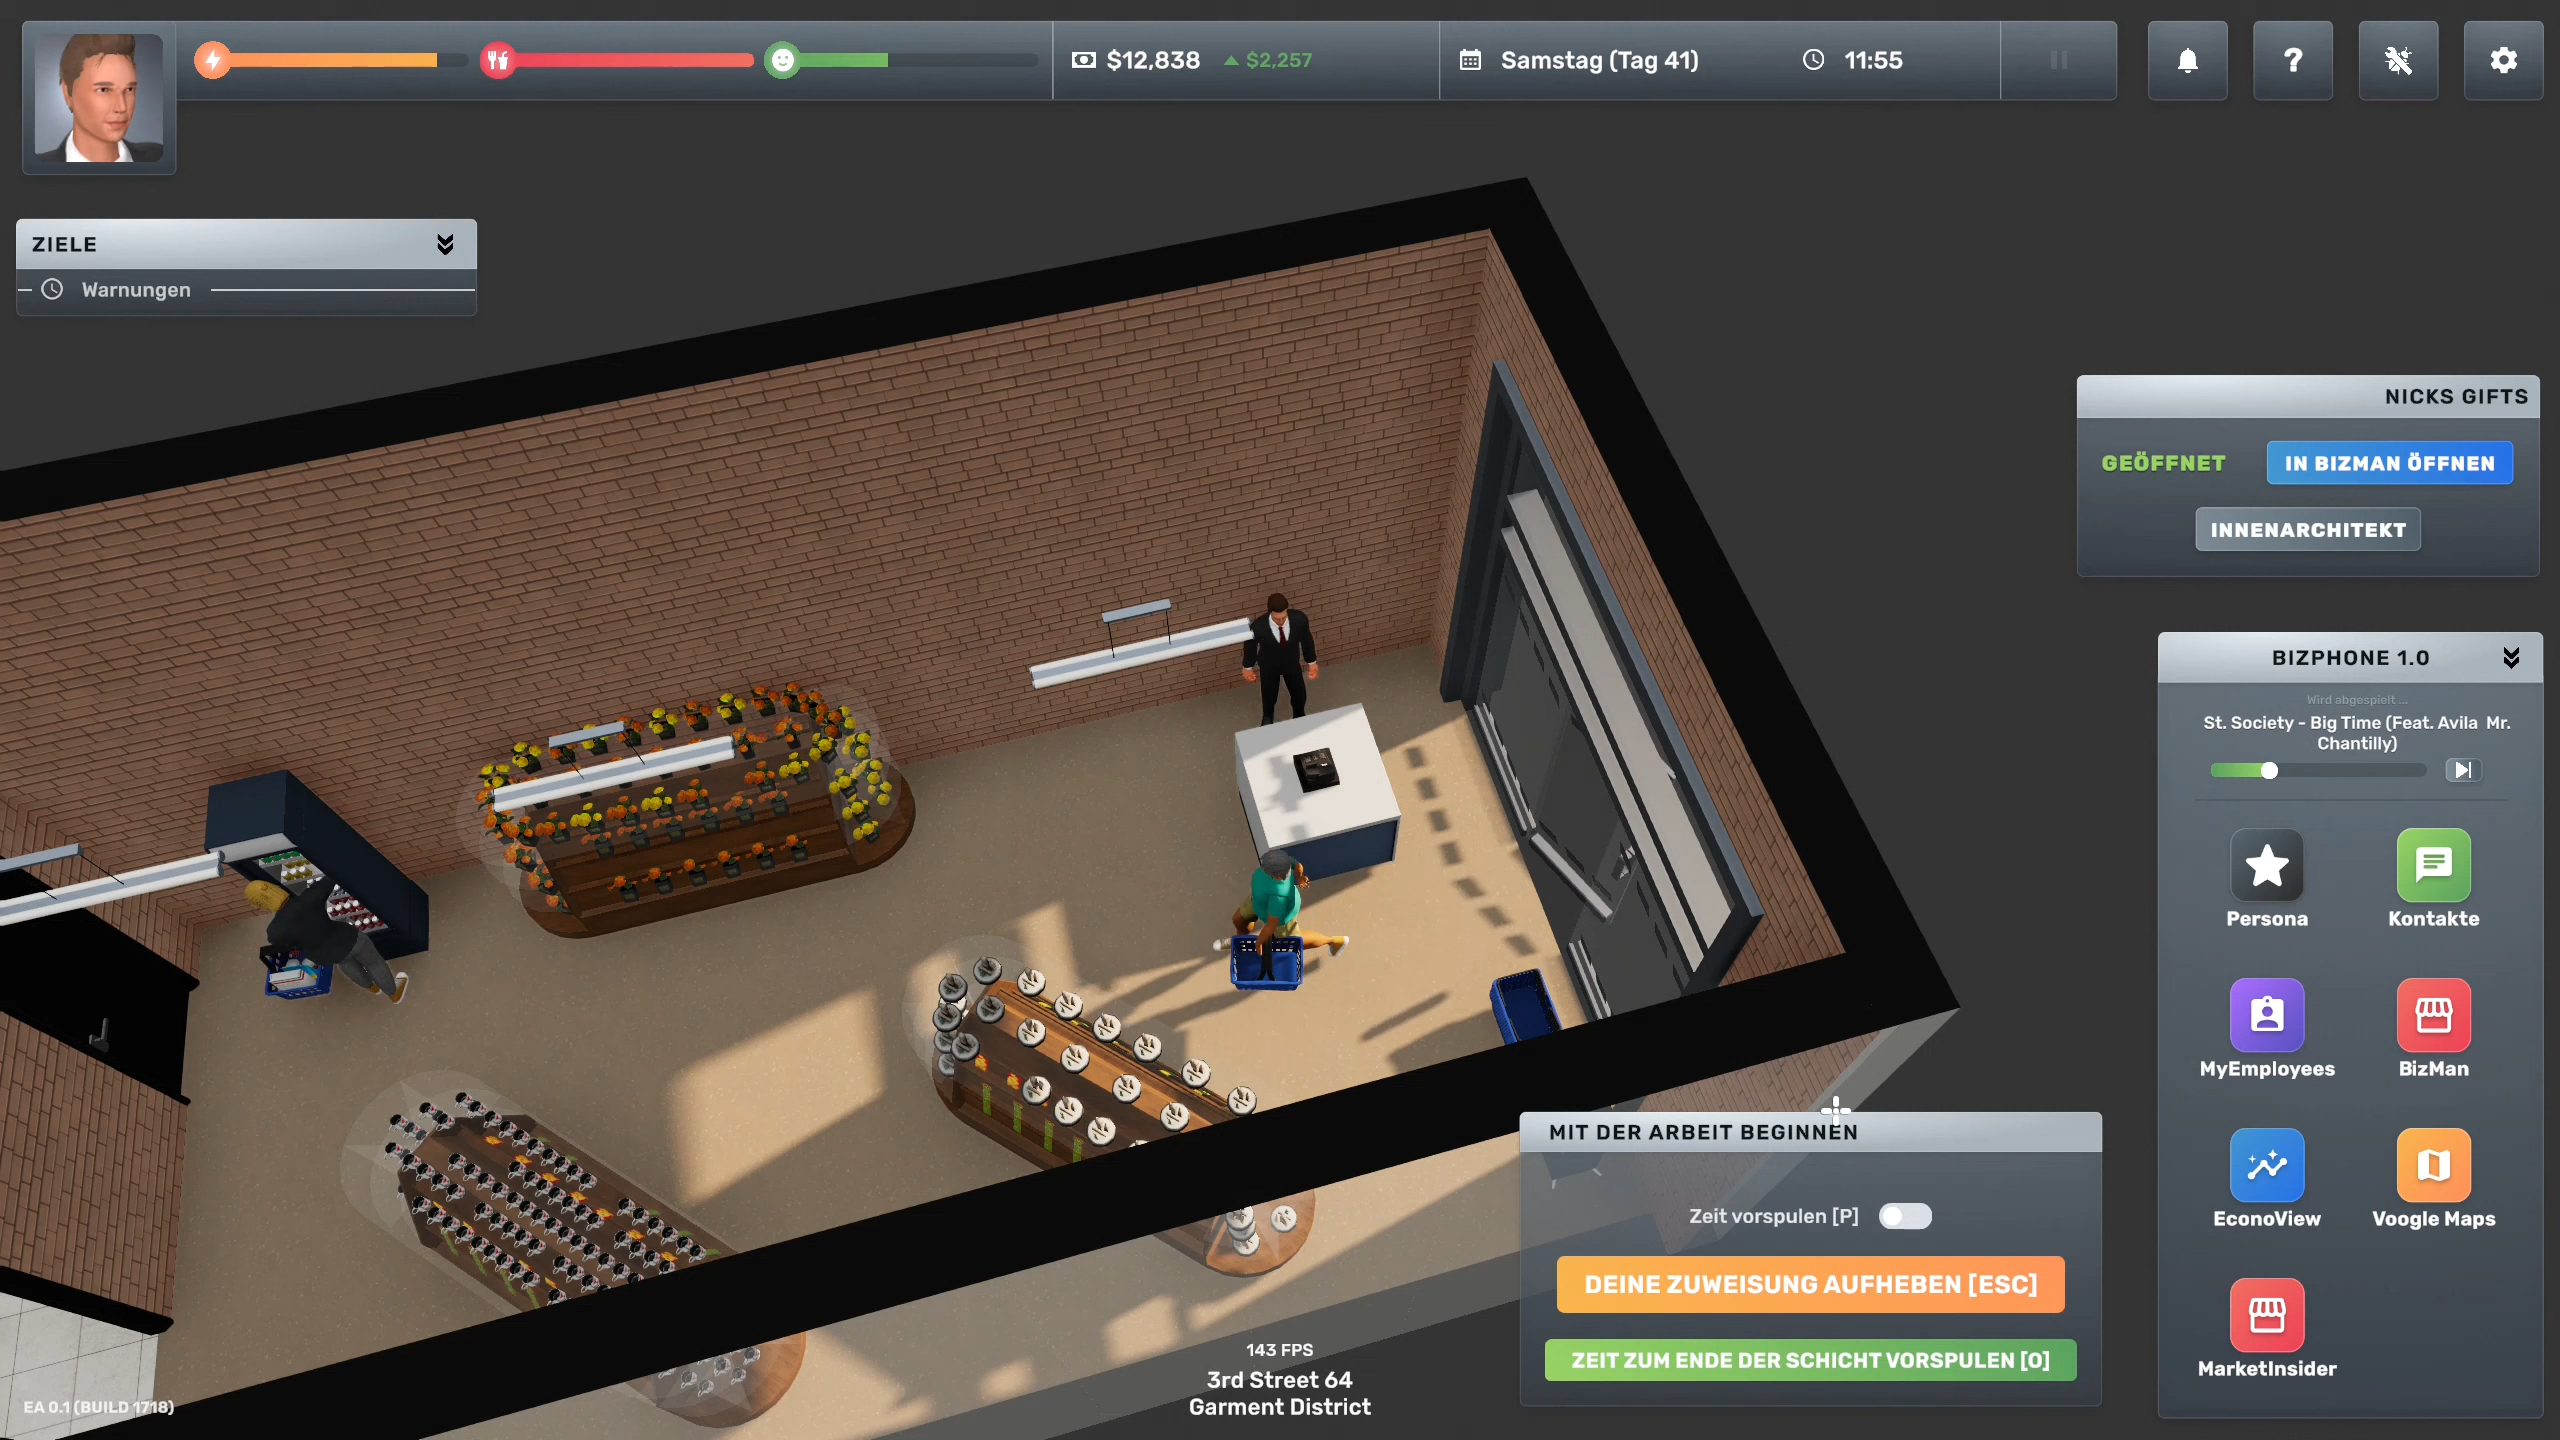 $12,838
$2,257
Samstag (Tag 41)
11:55
?
ZIELE
Warnungen
NICKS GIFTS
GEÖFFNET
IN BIZMAN ÖFFNEN
INNENARCHITEKT
BIZPHONE 1.0
Wird abgespielt ...
St. Society - Big Time (Feat. Avila Mr.
Chantilly)
Persona
Kontakte
MyEmployees
BizMan
EconoView
Voogle Maps
MarketInsider
MIT DER ARBEIT BEGINNEN
Zeit vorspulen [P]
DEINE ZUWEISUNG AUFHEBEN [ESC]
ZEIT ZUM ENDE DER SCHICHT VORSPULEN [O]
143 FPS
3rd Street 64
Garment District
EA 0.1 (BUILD 1718)